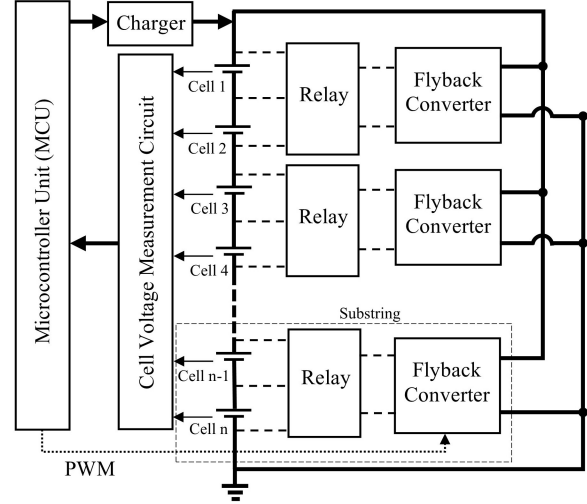 Microcontroller Unit (MCU)
Charger
Cell Voltage Measurement Circuit
Cell 1
Cell 2
Relay
Flyback
Converter
Cell 3
Cell 4
Relay
Flyback
Converter
Substring
Cell n-1
Cell n
Relay
Flyback
Converter
PWM